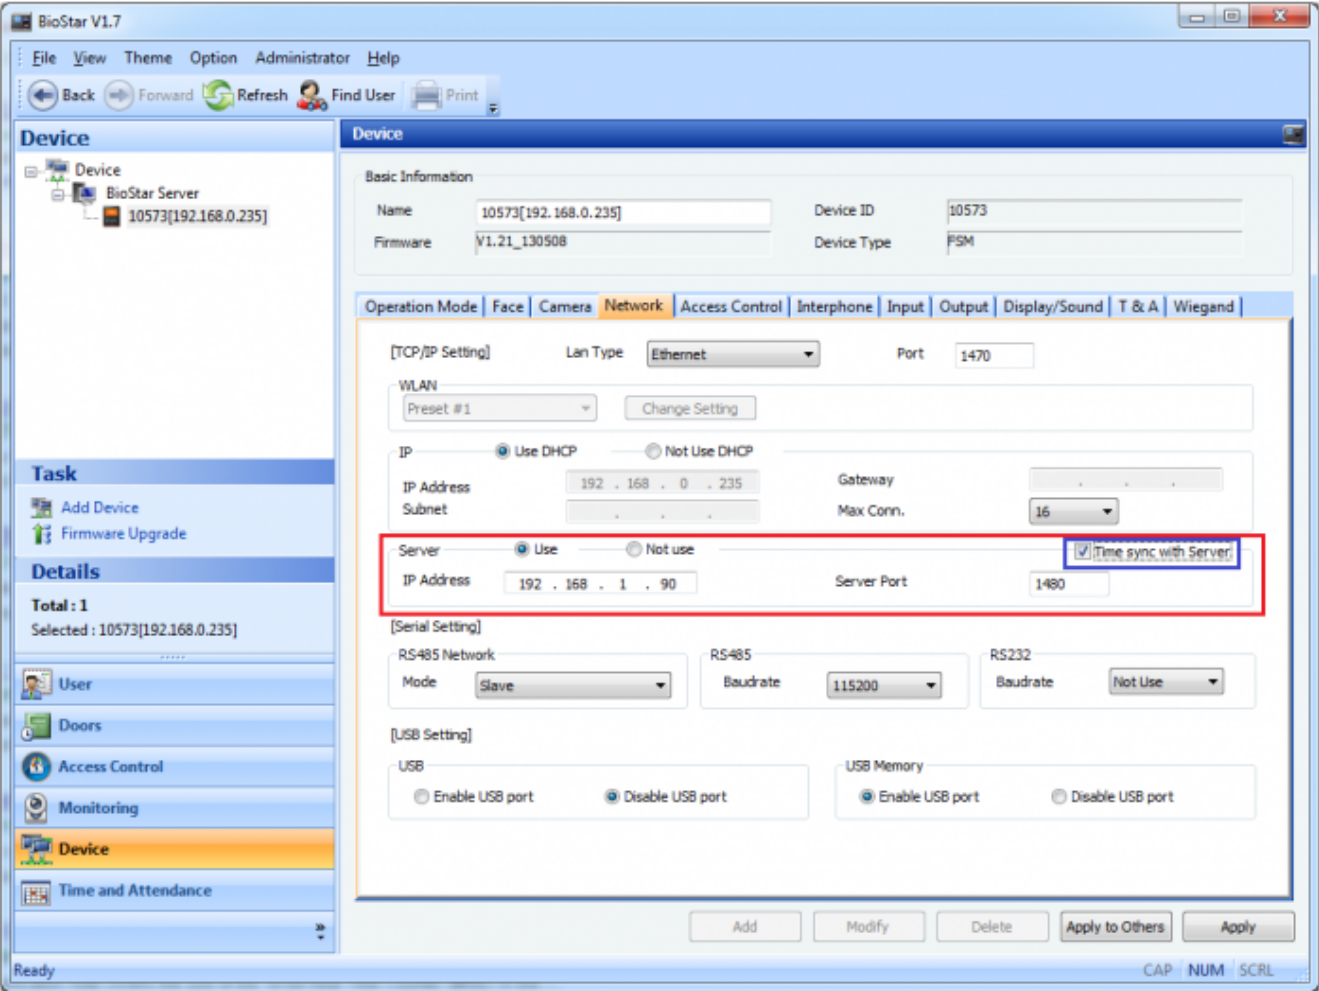 BioStar V1.7
File View Theme Option Administrator Help
Back Forward Refresh Find User Print
Device
Device
BioStar Server
10573[192.168.0.235]
Task
Add Device
Firmware Upgrade
Details
Total : 1
Selected : 10573[192.168.0.235]
User
Doors
Access Control
Monitoring
Device
Time and Attendance
Device
Basic Information
Name 10573[192.168.0.235] Device ID 10573
Firmware V1.21_130508 Device Type FSM
Operation Mode Face Camera Network Access Control Interphone Input Output Display/Sound T & A Wiegand
[TCP/IP Setting] Lan Type Ethernet Port 1470
WLAN
Preset #1 Change Setting
IP Use DHCP Not Use DHCP
IP Address 192 . 168 . 0 . 235 Gateway . . .
Subnet . . . Max Conn. 16
Server Use Not use Time sync with Server
IP Address 192 . 168 . 1 . 90 Server Port 1480
[Serial Setting]
RS485 Network RS485 RS232
Mode Slave Baudrate 115200 Baudrate Not Use
[USB Setting]
USB USB Memory
Enable USB port Disable USB port Enable USB port Disable USB port
Add Modify Delete Apply to Others Apply
Ready CAP NUM SCRL